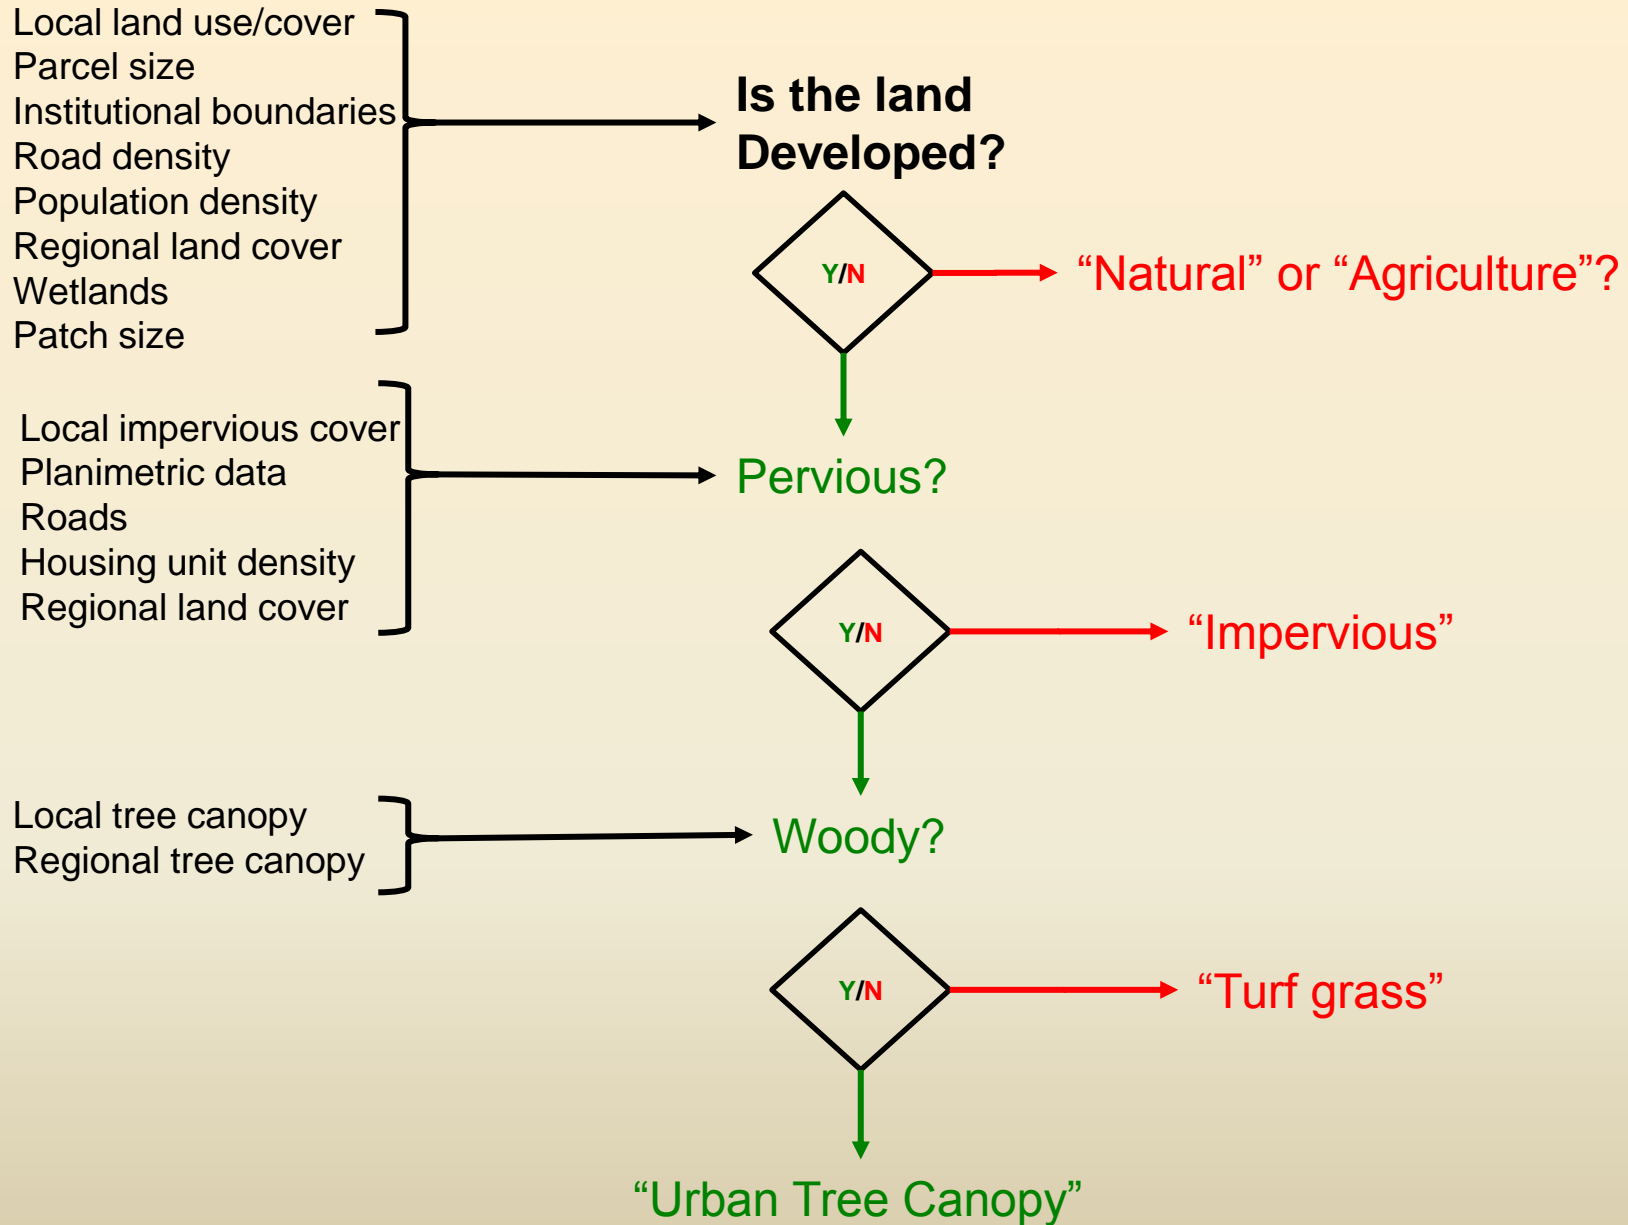 Local land use/cover
Parcel size
Institutional boundaries
Road density
Population density
Regional land cover
Wetlands
Patch size
Is the land
Developed?
Y/N
“Natural” or “Agriculture”?
Local impervious cover
Planimetric data
Roads
Housing unit density
Regional land cover
Pervious?
Y/N
“Impervious”
Local tree canopy
Regional tree canopy
Woody?
Y/N
“Turf grass”
“Urban Tree Canopy”